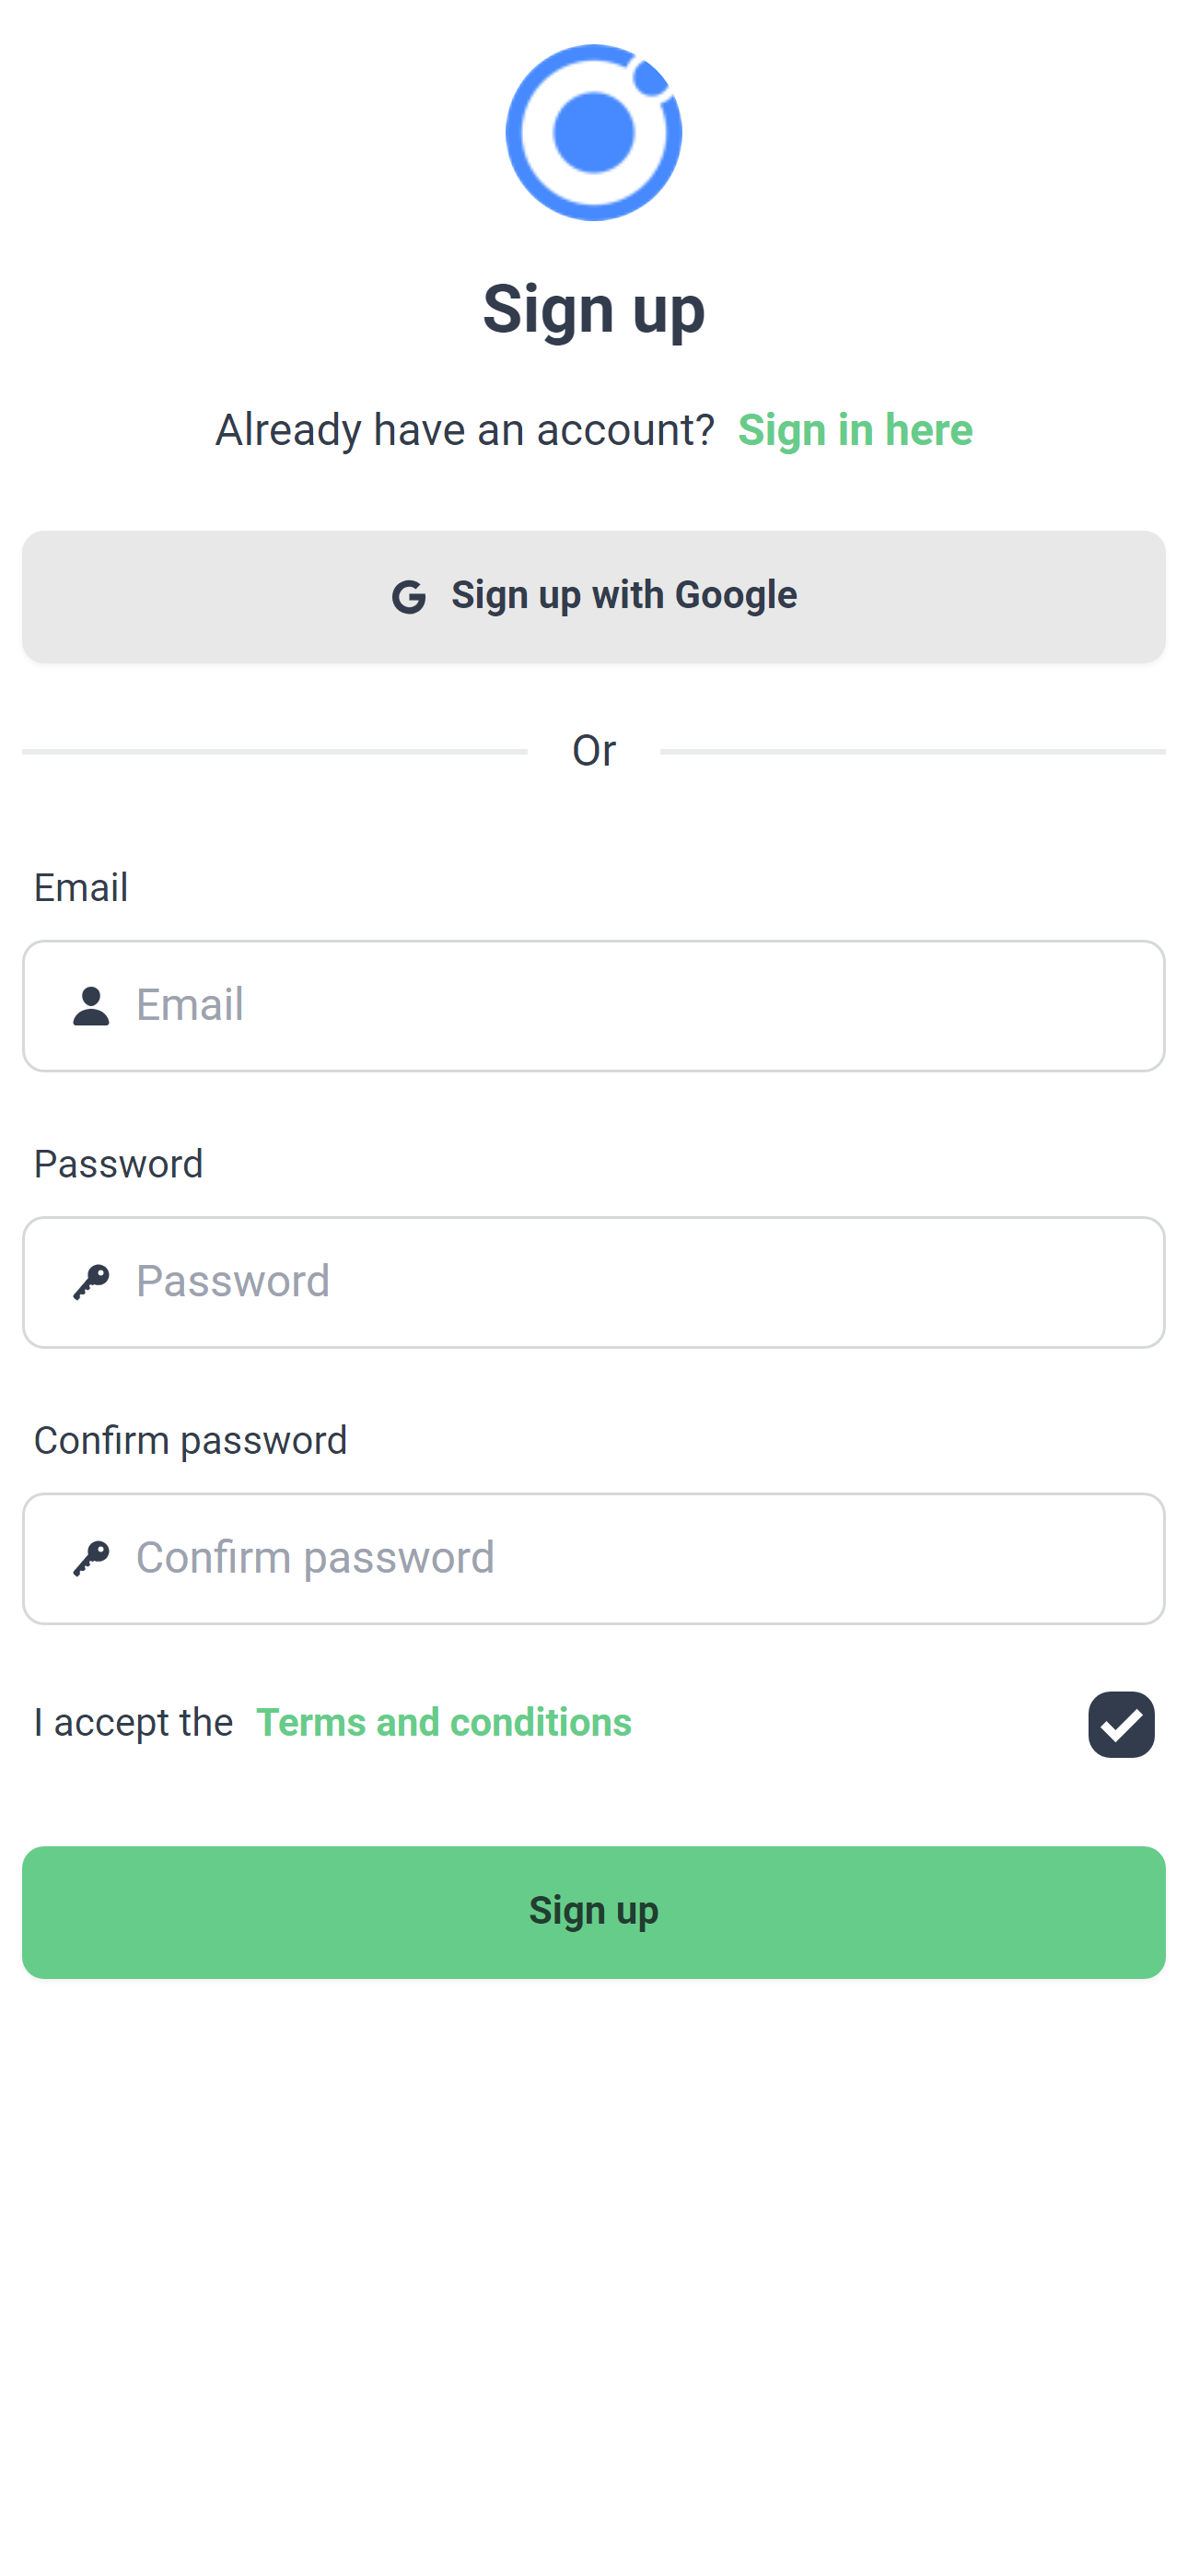 Sign up
Already have an account? Sign in here
Sign up with Google
Or
Email
Email
Password
Password
Confirm password
Confirm password
I accept the Terms and conditions
Sign up